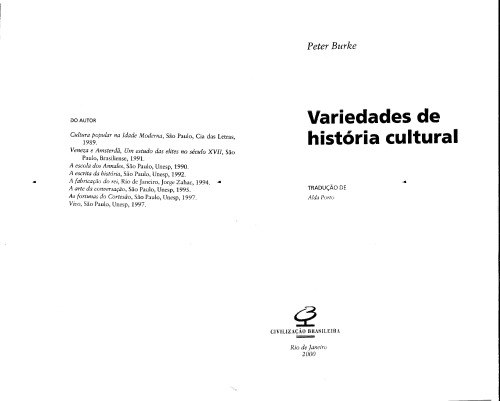 DO AUTOR
Cultura popular na Idade Moderna, São Paulo, Cia das Letras,
1989.
Veneza e Amsterdã, Um estudo das elites no século XVII, São
Paulo, Brasiliense, 1991.
A escola dos Annales, São Paulo, Unesp, 1990.
A escrita da história, São Paulo, Unesp, 1992.
A fabricação do rei, Rio de Janeiro, Jorge Zahar, 1994.
A arte da conversação, São Paulo, Unesp, 1995.
As fortunas do Cortesão, São Paulo, Unesp, 1997.
Vico, São Paulo, Unesp, 1997.
Peter Burke
Variedades de
história cultural
TRADUÇÃO DE
Alda Porto
CIVILIZAÇÃO BRASILEIRA
Rio de Janeiro
2000